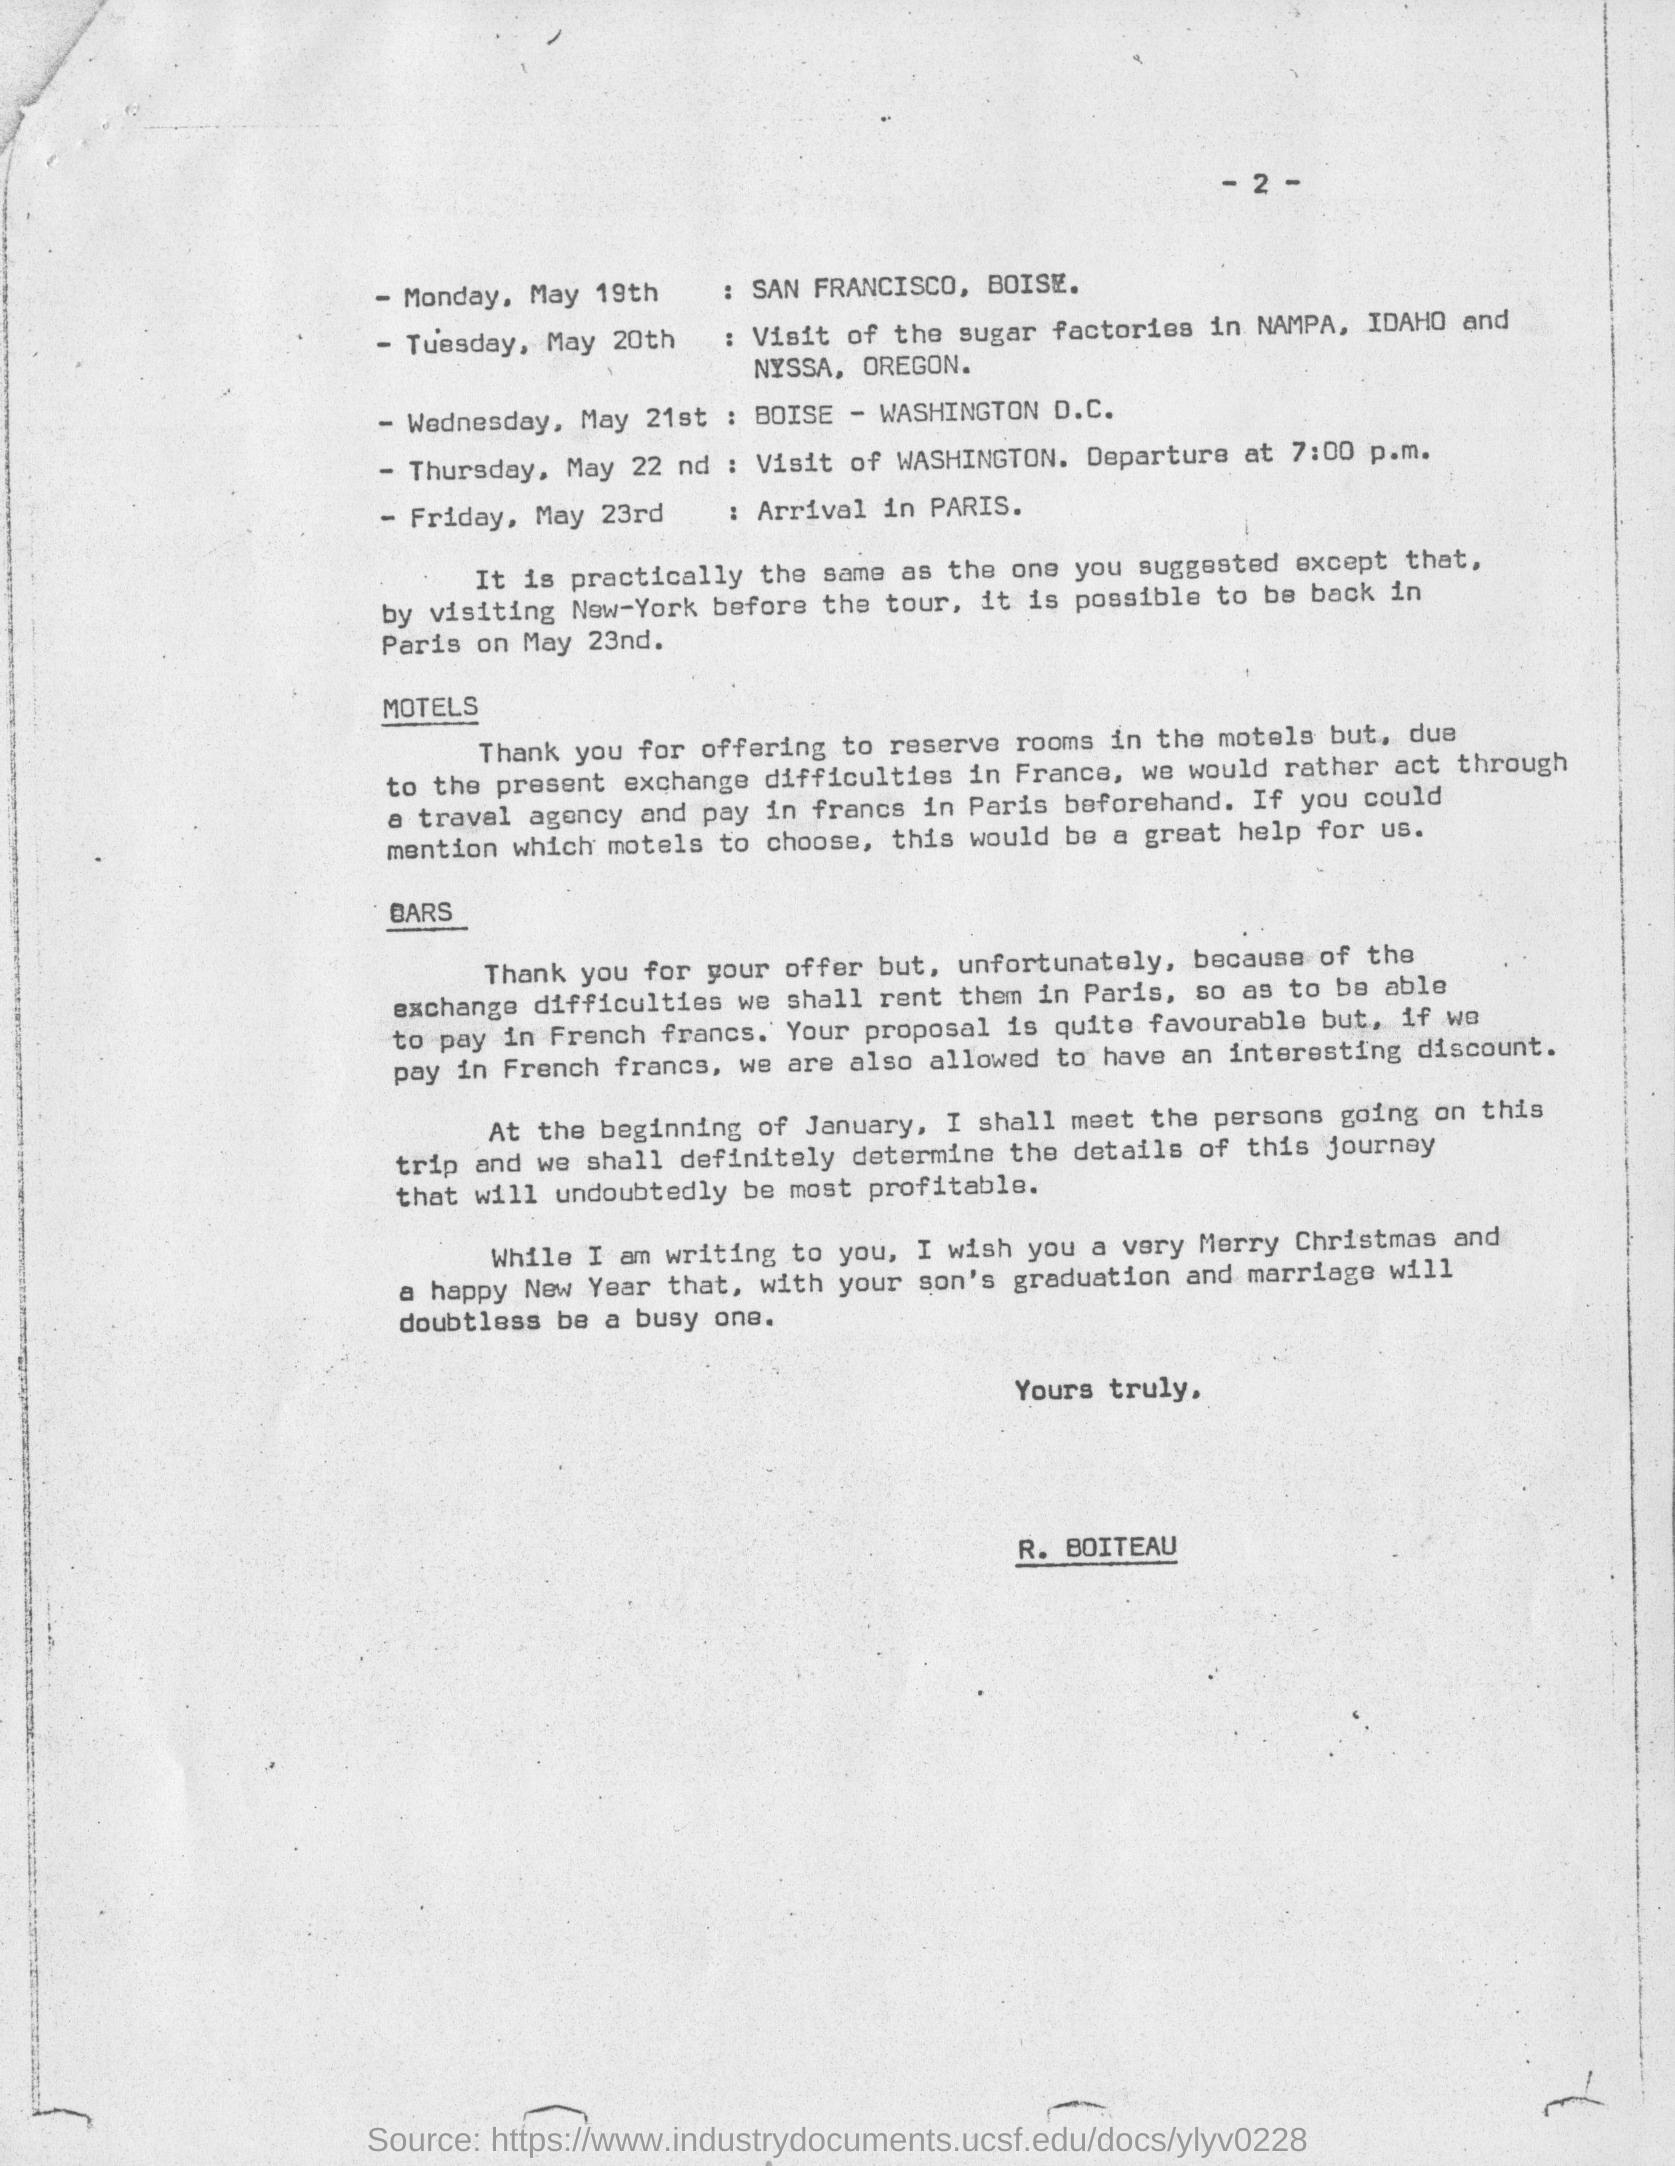 - 2 -
- Monday, May 19th : SAN FRANCISCO, BOISE.
- Tuesday, May 20th : Visit of the sugar factories in NAMPA, IDAHO and
NYSSA, OREGON.
- Wednesday, May 21st : BOISE - WASHINGTON D.C.
- Thursday, May 22 nd : Visit of WASHINGTON. Departure at 7:00 p.m.
- Friday, May 23rd : Arrival in PARIS.
It is practically the same as the one you suggested except that,
by visiting New-York before the tour, it is possible to be back in
Paris on May 23nd.
MOTELS
Thank you for offering to reserve rooms in the motels but, due
to the present exchange difficulties in France, we would rather act through
a travel agency and pay in francs in Paris beforehand. If you could
mention which motels to choose, this would be a great help for us.
CARS
Thank you for your offer but, unfortunately, because of the
exchange difficulties we shall rent them in Paris, so as to be able
to pay in French francs. Your proposal is quite favourable but, if we
pay in French francs, we are also allowed to have an interesting discount.
At the beginning of January, I shall meet the persons going on this
trip and we shall definitely determine the details of this journey
that will undoubtedly be most profitable.
While I am writing to you, I wish you a very Merry Christmas and
a happy New Year that, with your son's graduation and marriage will
doubtless be a busy one.
Yours truly,
R. BOITEAU
Source: https://www.industrydocuments.ucsf.edu/docs/ylyv0228